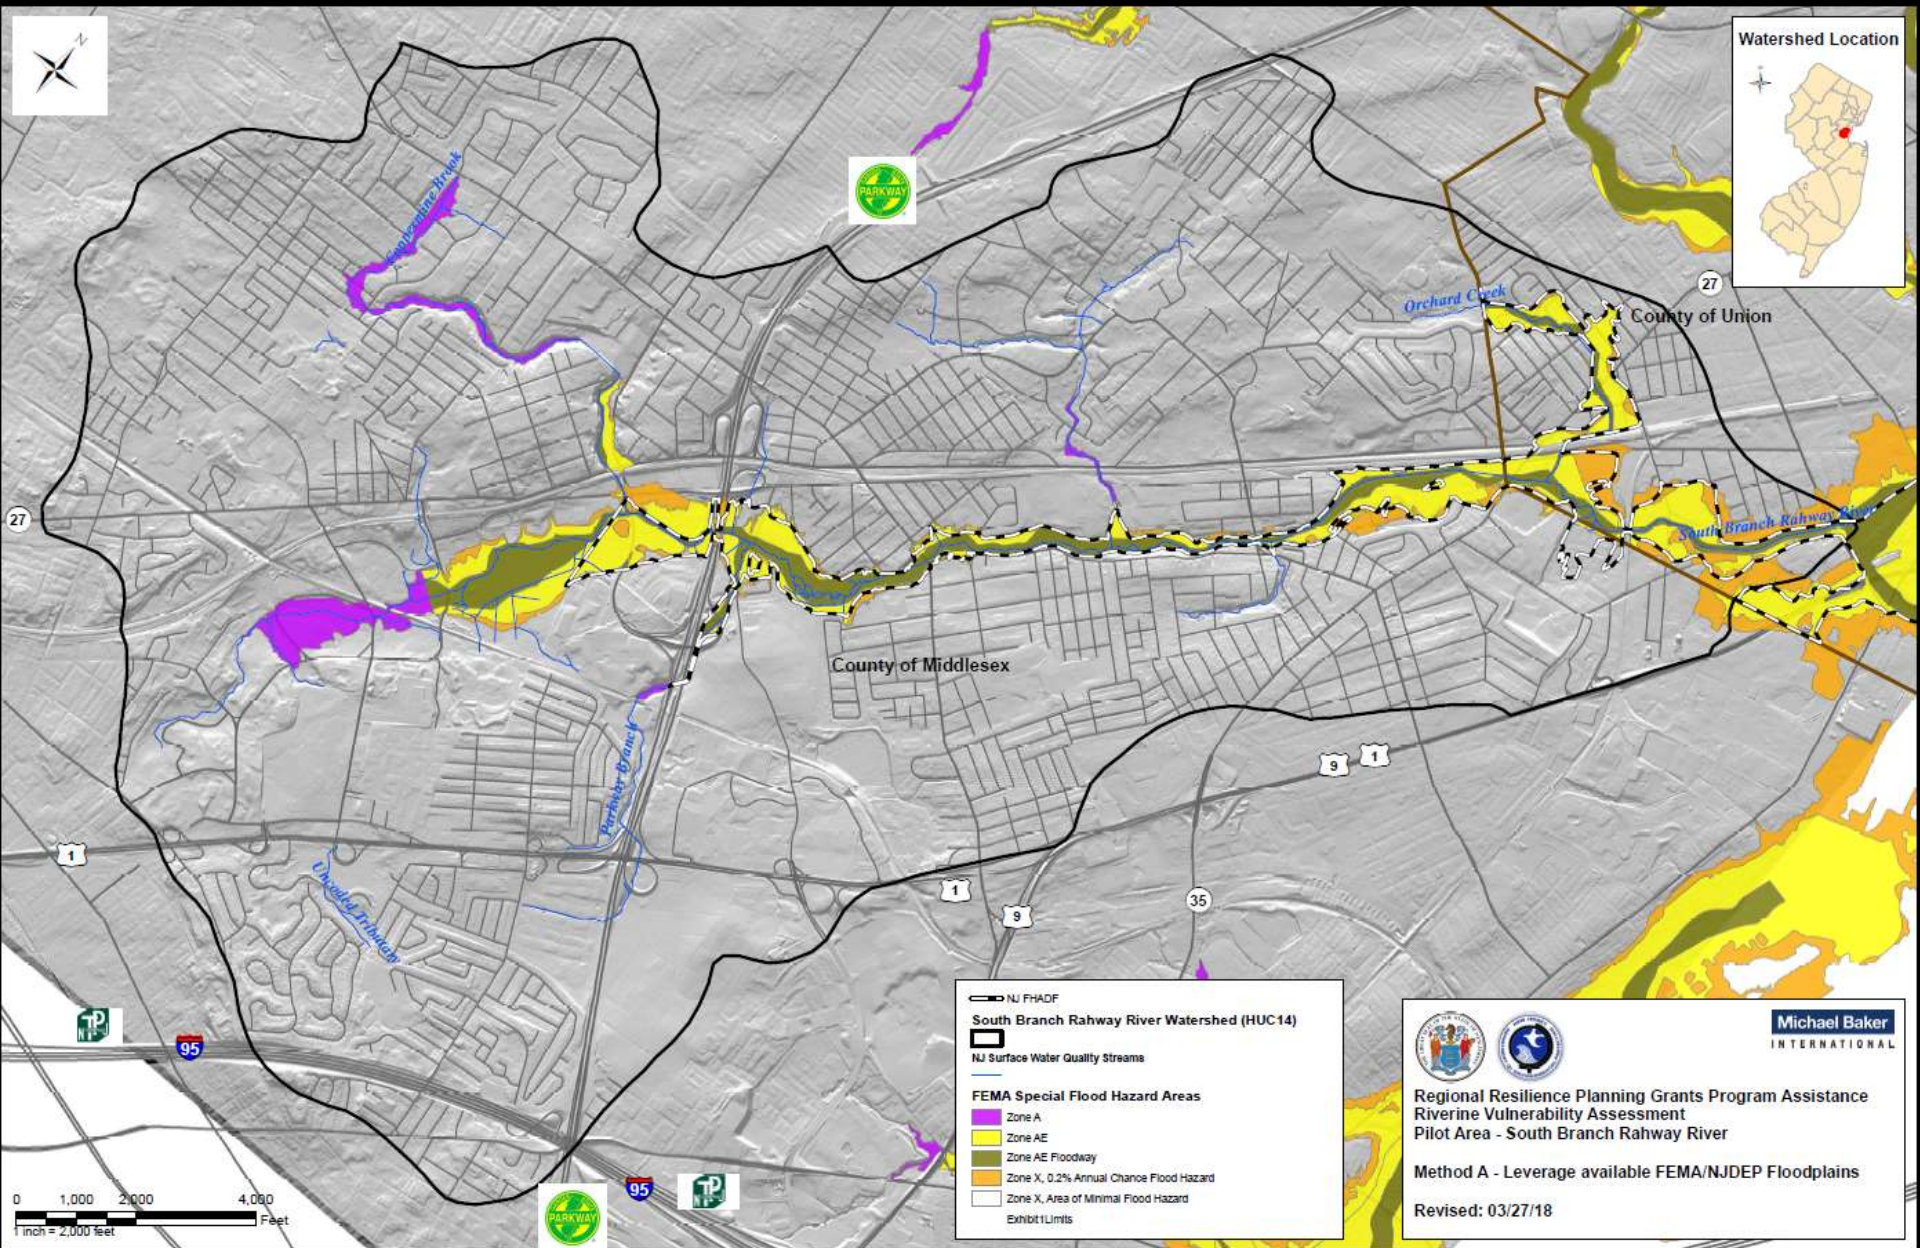 N
Watershed Location
Coppermine Brook
PARKWAY
27
Orchard Creek
County of Union
27
South Branch Rahway River
County of Middlesex
Parkway Branch
9
1
1
Uncoded Tributary
1
9
35
95
95
PARKWAY
0 1,000 2,000 4,000
Feet
1 inch = 2,000 feet
NJ FHADF
South Branch Rahway River Watershed (HUC14)
NJ Surface Water Quality Streams
FEMA Special Flood Hazard Areas
Zone A
Zone AE
Zone AE Floodway
Zone X, 0.2% Annual Chance Flood Hazard
Zone X, Area of Minimal Flood Hazard
Exhibit1Limits
Michael Baker
INTERNATIONAL
Regional Resilience Planning Grants Program Assistance
Riverine Vulnerability Assessment
Pilot Area - South Branch Rahway River
Method A - Leverage available FEMA/NJDEP Floodplains
Revised: 03/27/18